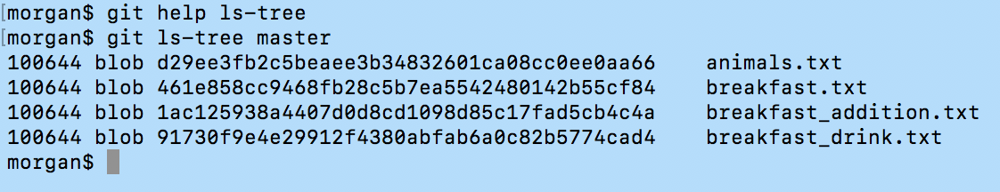 [morgan$ git help ls-tree
[morgan$ git ls-tree master
100644 blob d29ee3fb2c5beaee3b34832601ca08cc0ee0aa66    animals.txt
100644 blob 461e858cc9468fb28c5b7ea5542480142b55cf84    breakfast.txt
100644 blob 1ac125938a4407d0d8cd1098d85c17fad5cb4c4a    breakfast_addition.txt
100644 blob 91730f9e4e29912f4380abfab6a0c82b5774cad4    breakfast_drink.txt
morgan$